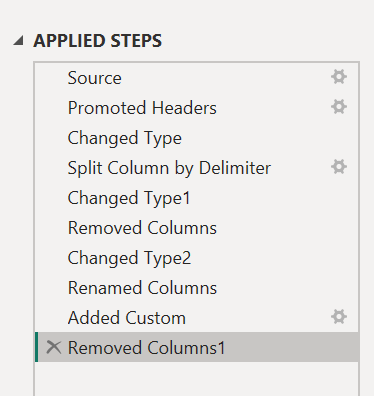 APPLIED STEPS
Source
Promoted Headers
Changed Type
Split Column by Delimiter
Changed Type1
Removed Columns
Changed Type2
Renamed Columns
Added Custom
Removed Columns1